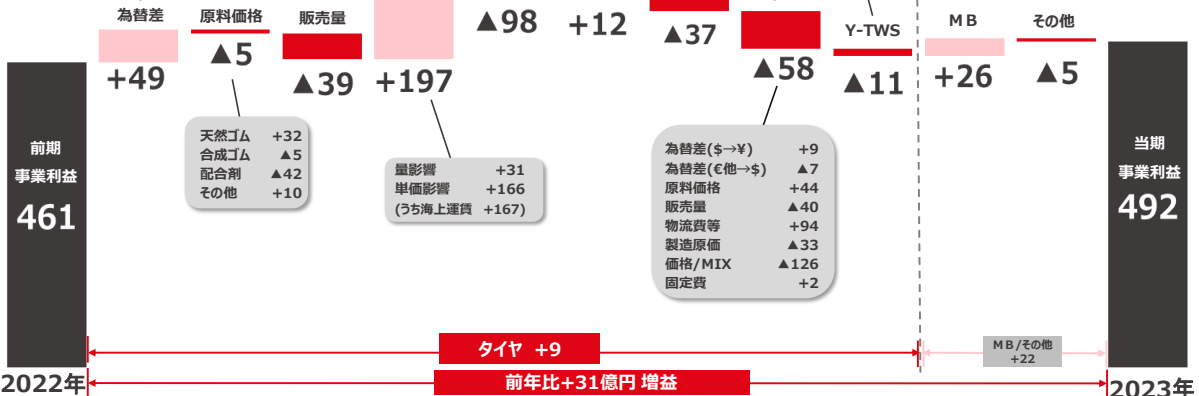 為替差
原料価格
販売量
+49
▲5
▲39
+197
▲98
+12
▲37
▲58
Y-TWS
▲11
MB
+26
その他
▲5
天然ゴム +32
合成ゴム ▲5
配合剤 ▲42
その他 +10
量影響 +31
単価影響 +166
(うち海上運賃 +167)
為替差($→¥) +9
為替差(€他→$) ▲7
原料価格 +44
販売量 ▲40
物流費等 +94
製造原価 ▲33
価格/MIX ▲126
固定費 +2
前期
事業利益
461
当期
事業利益
492
タイヤ +9
MB/その他
+22
2022年
前年比+31億円 増益
2023年